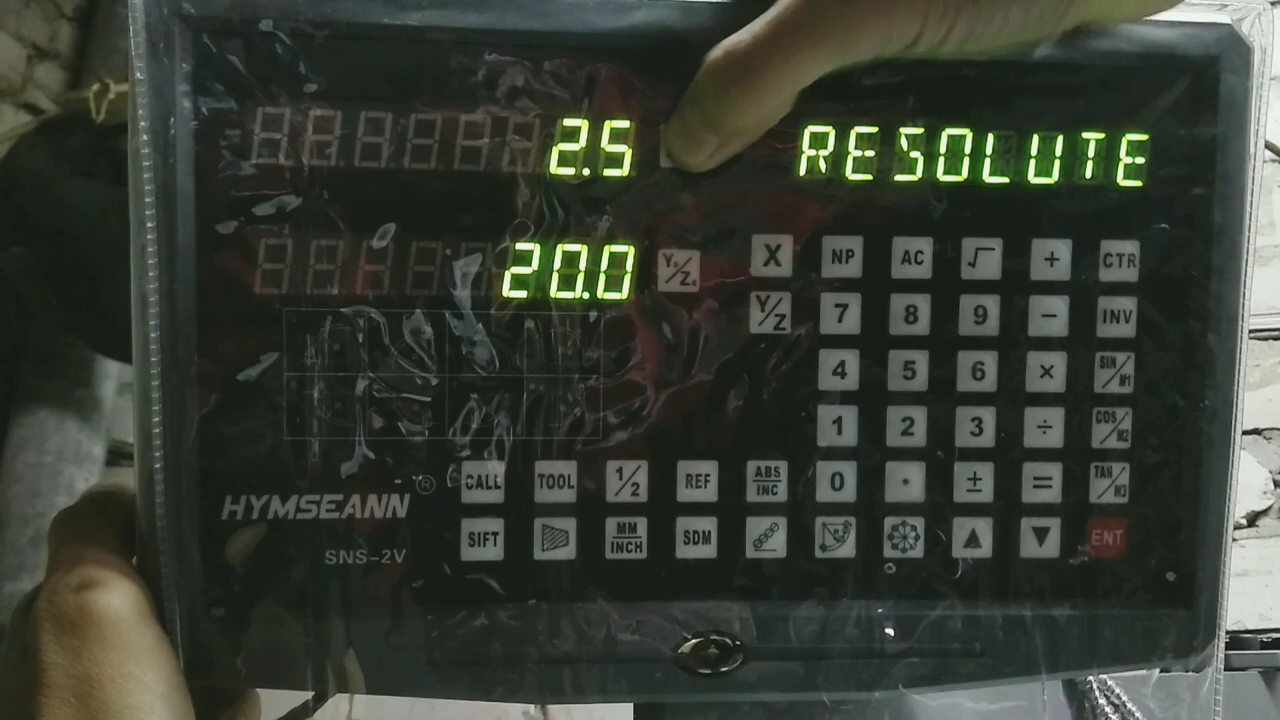 2.5 RESOLUTE
20.0 Y₀/Z₀ X NP AC √ + CTR
Y/Z 7 8 9 − INV
4 5 6 × SIN/M1
1 2 3 ÷ COS/M2
CALL TOOL 1/2 REF ABS/INC 0 · ± = TAN/M3
HYMSEANN®
SIFT MM/INCH SDM ▲ ▼ ENT
SNS-2V